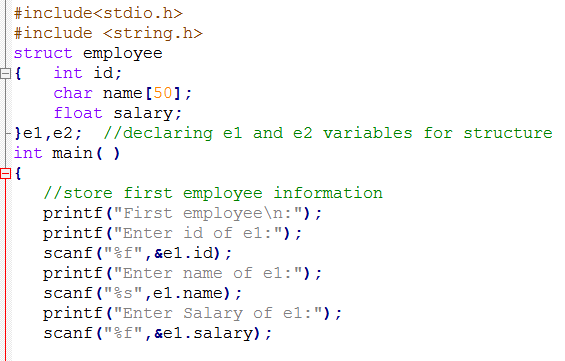 #include<stdio.h>
#include <string.h>
struct employee
{   int id;
    char name[50];
    float salary;
}e1,e2;  //declaring e1 and e2 variables for structure
int main( )
{
   //store first employee information
   printf("First employee\n:");
   printf("Enter id of e1:");
   scanf("%f",&e1.id);
   printf("Enter name of e1:");
   scanf("%s",e1.name);
   printf("Enter Salary of e1:");
   scanf("%f",&e1.salary);